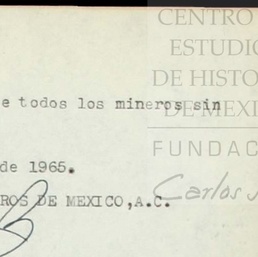 CENTRO
ESTUDIO
DE HISTO
DE MEXI
FUNDAC
Carlos
e todos los mineros sin
de 1965.
ROS DE MEXICO,A.C.